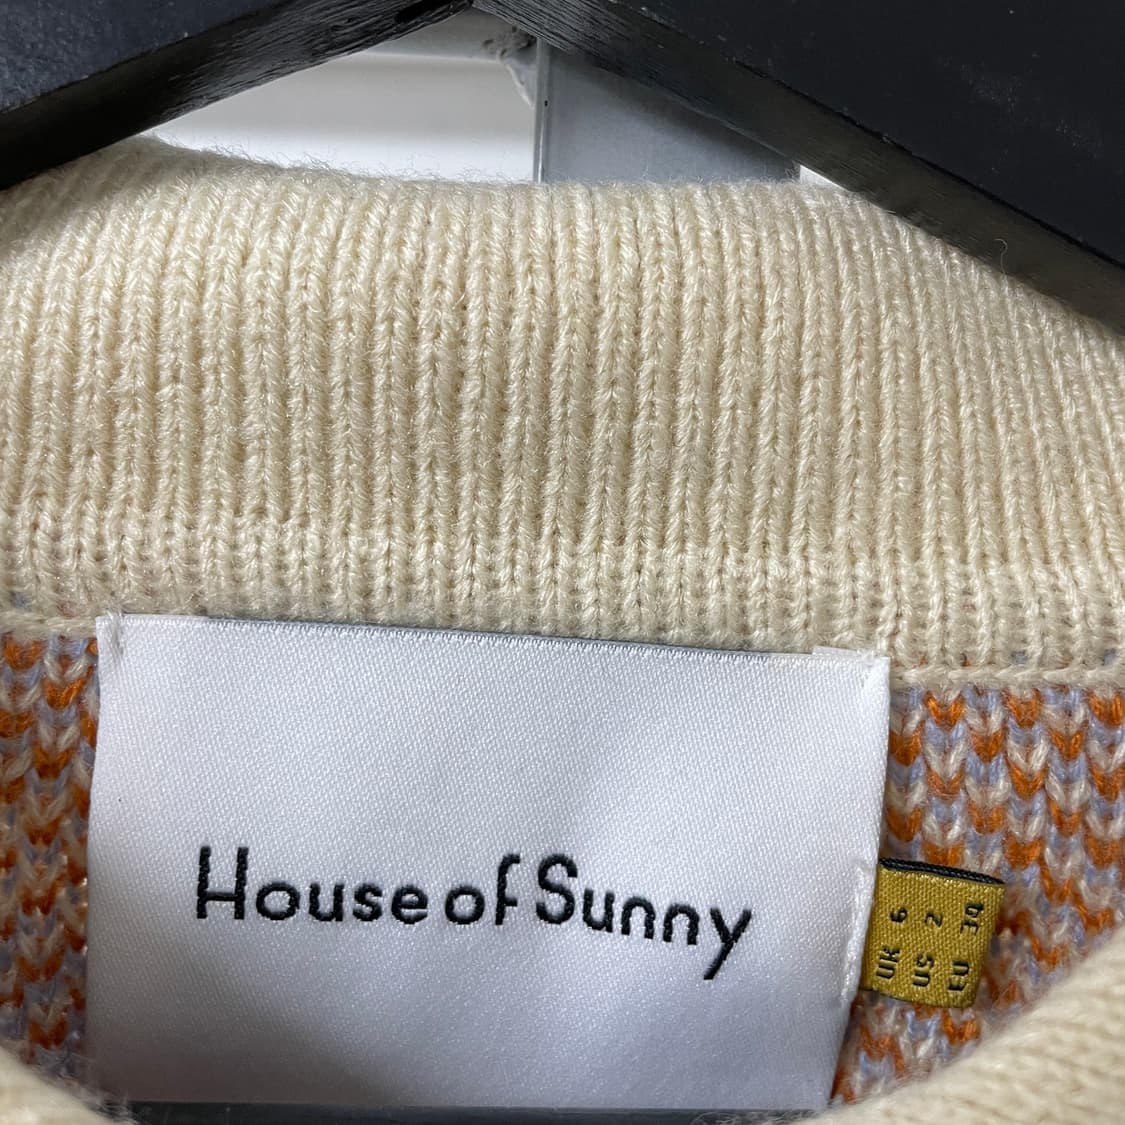 House of Sunny
UK 6
US 2
EU 34